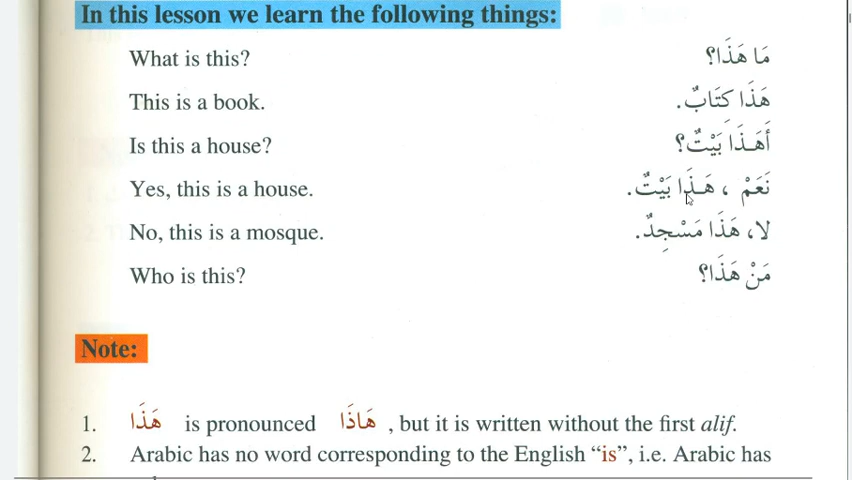 In this lesson we learn the following things:
What is this? مَا هَذَا؟
This is a book. هَذَا كِتَابٌ.
Is this a house? أَهَذَا بَيْتٌ؟
Yes, this is a house. نَعَمْ ، هَذَا بَيْتٌ.
No, this is a mosque. لا، هَذَا مَسْجِدٌ.
Who is this? مَنْ هَذَا؟
Note:
1. هَذَا is pronounced هَاذَا , but it is written without the first alif.
2. Arabic has no word corresponding to the English “is”, i.e. Arabic has